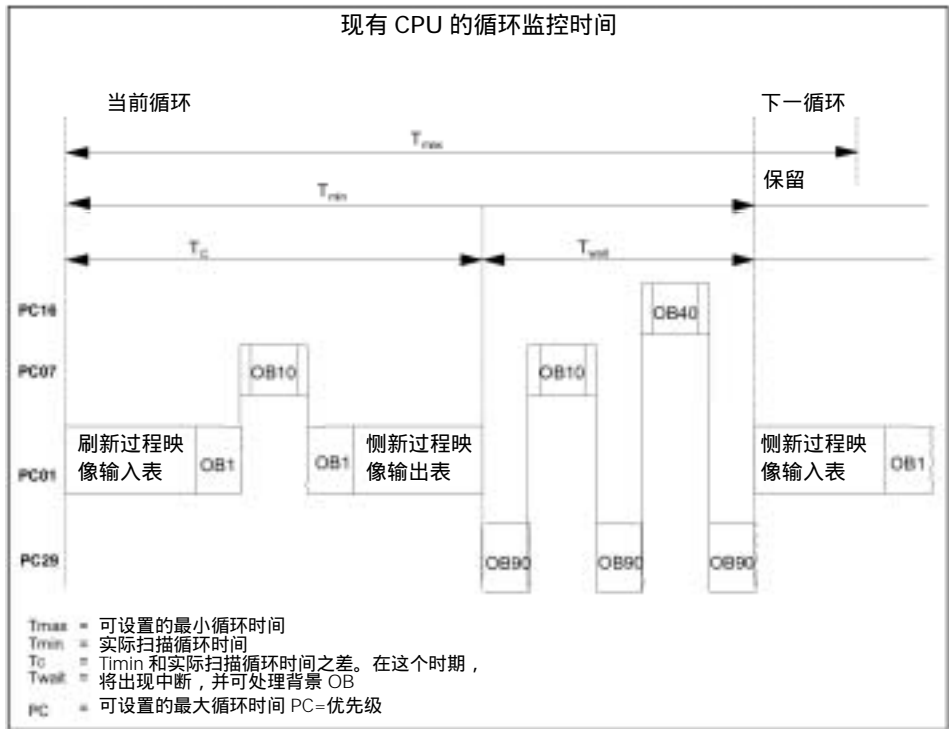 现有 CPU 的循环监控时间
当前循环
下一循环
Tmax
保留
Tmin
TC
Twait
PC16
OB40
PC07
OB10
OB10
PC01
刷新过程映
像输入表
OB1
OB1
恻新过程映
像输出表
恻新过程映
像输入表
OB1
PC29
OB90
OB90
OB90
Tmax = 可设置的最小循环时间
Tmin = 实际扫描循环时间
Tc = Timin 和实际扫描循环时间之差。在这个时期，
Twait = 将出现中断，并可处理背景 OB
PC = 可设置的最大循环时间 PC=优先级